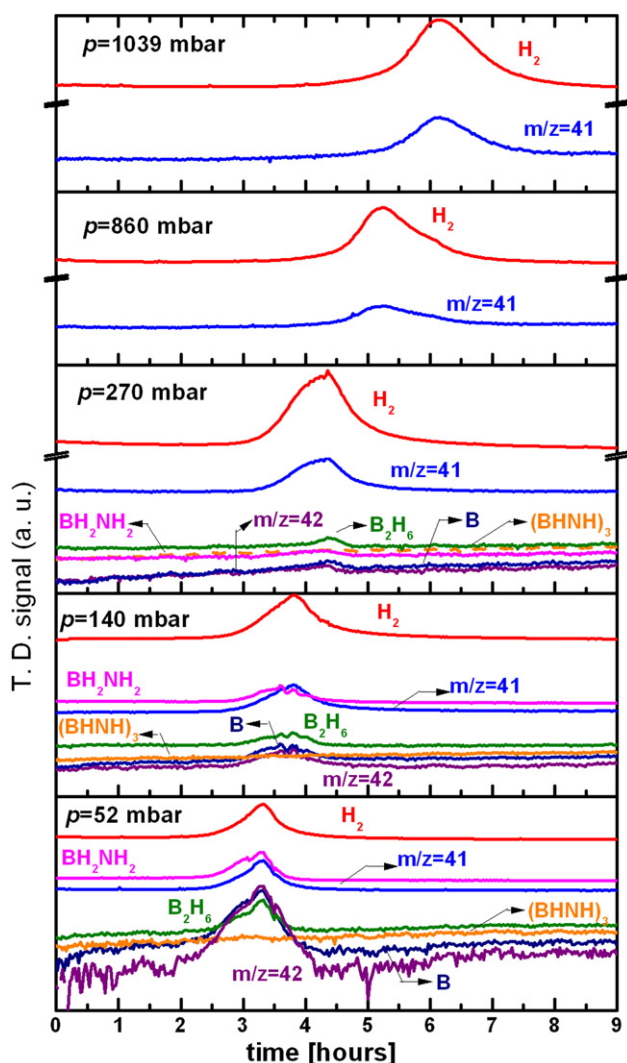 p=1039 mbar
H₂
m/z=41
p=860 mbar
H₂
m/z=41
p=270 mbar
H₂
m/z=41
BH₂NH₂
m/z=42
B₂H₆
B
(BHNH)₃
p=140 mbar
H₂
BH₂NH₂
m/z=41
(BHNH)₃
B
B₂H₆
m/z=42
p=52 mbar
H₂
BH₂NH₂
m/z=41
B₂H₆
(BHNH)₃
m/z=42
B
T. D. signal (a. u.)
0 1 2 3 4 5 6 7 8 9
time [hours]